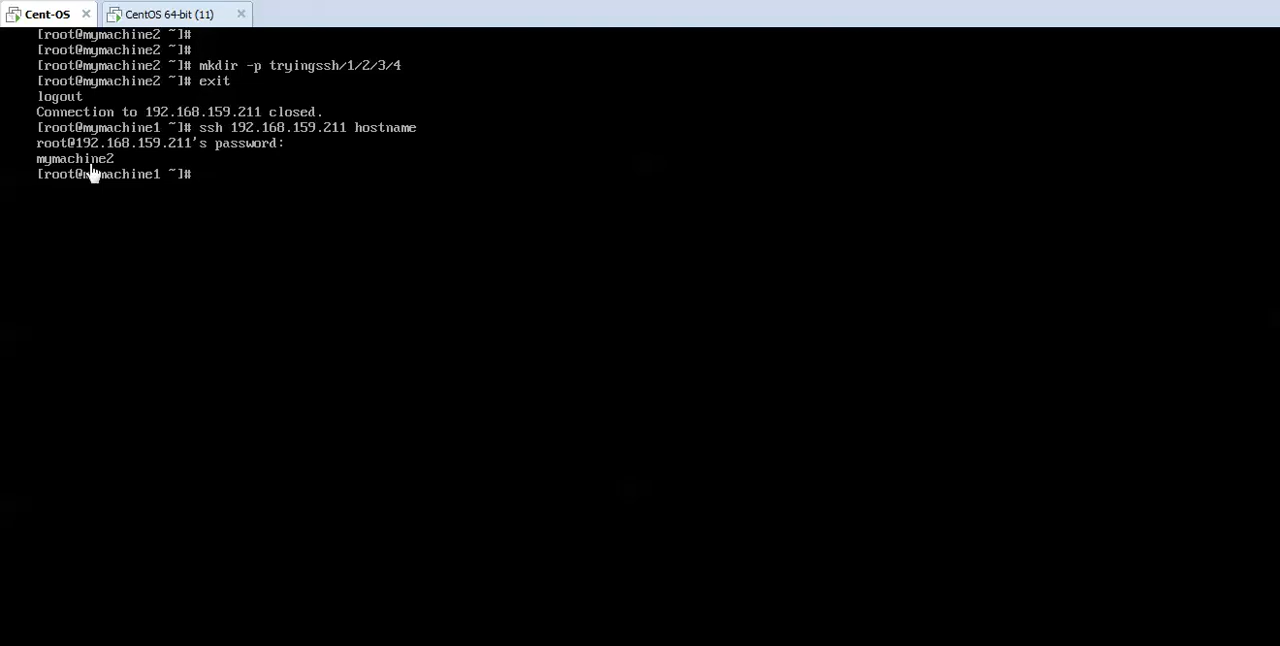 Cent-OS
CentOS 64-bit (11)
[root@mymachine2 ~]#
[root@mymachine2 ~]#
[root@mymachine2 ~]# mkdir -p tryingssh/1/2/3/4
[root@mymachine2 ~]# exit
logout
Connection to 192.168.159.211 closed.
[root@mymachine1 ~]# ssh 192.168.159.211 hostname
root@192.168.159.211's password:
mymachine2
[root@mymachine1 ~]#